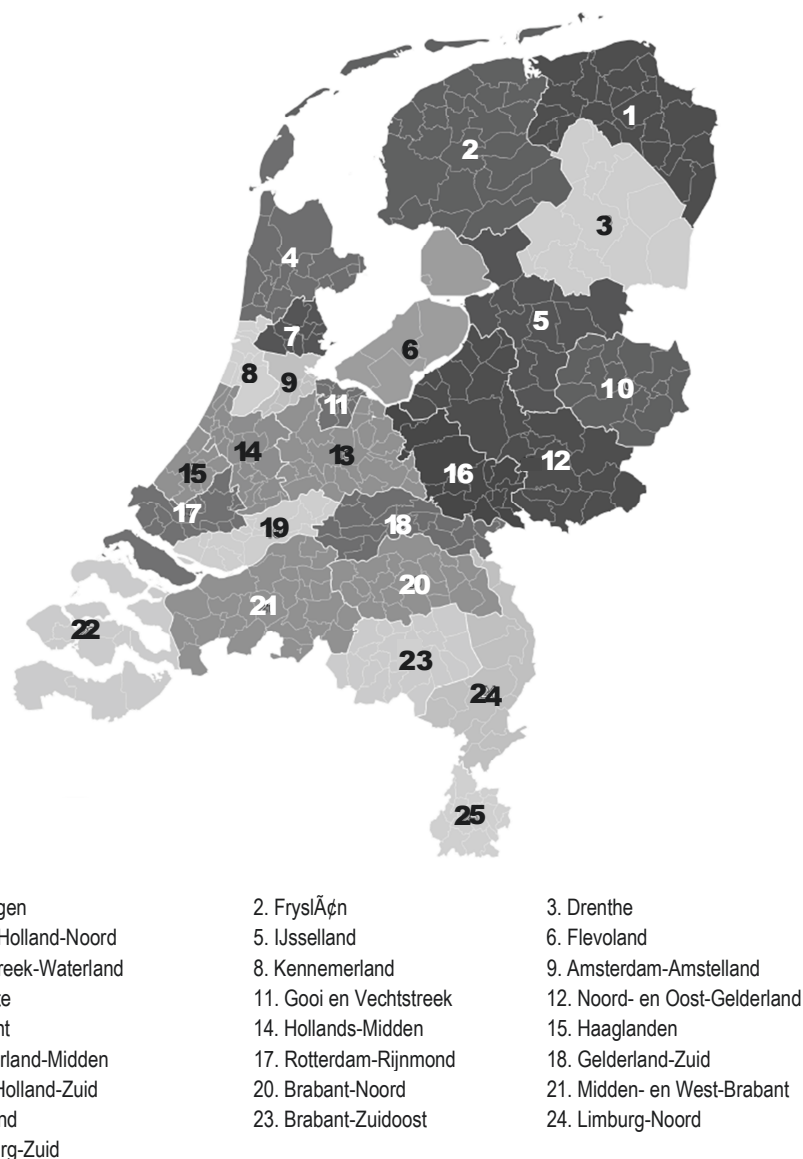 1
2
3
4
5
7
6
8
9
10
11
14
13
12
15
16
17
19
18
20
21
22
23
24
25
gen 2. FryslÃ¢n 3. Drenthe
Holland-Noord 5. IJsselland 6. Flevoland
reek-Waterland 8. Kennemerland 9. Amsterdam-Amstelland
te 11. Gooi en Vechtstreek 12. Noord- en Oost-Gelderland
nt 14. Hollands-Midden 15. Haaglanden
rland-Midden 17. Rotterdam-Rijnmond 18. Gelderland-Zuid
Holland-Zuid 20. Brabant-Noord 21. Midden- en West-Brabant
nd 23. Brabant-Zuidoost 24. Limburg-Noord
rg-Zuid